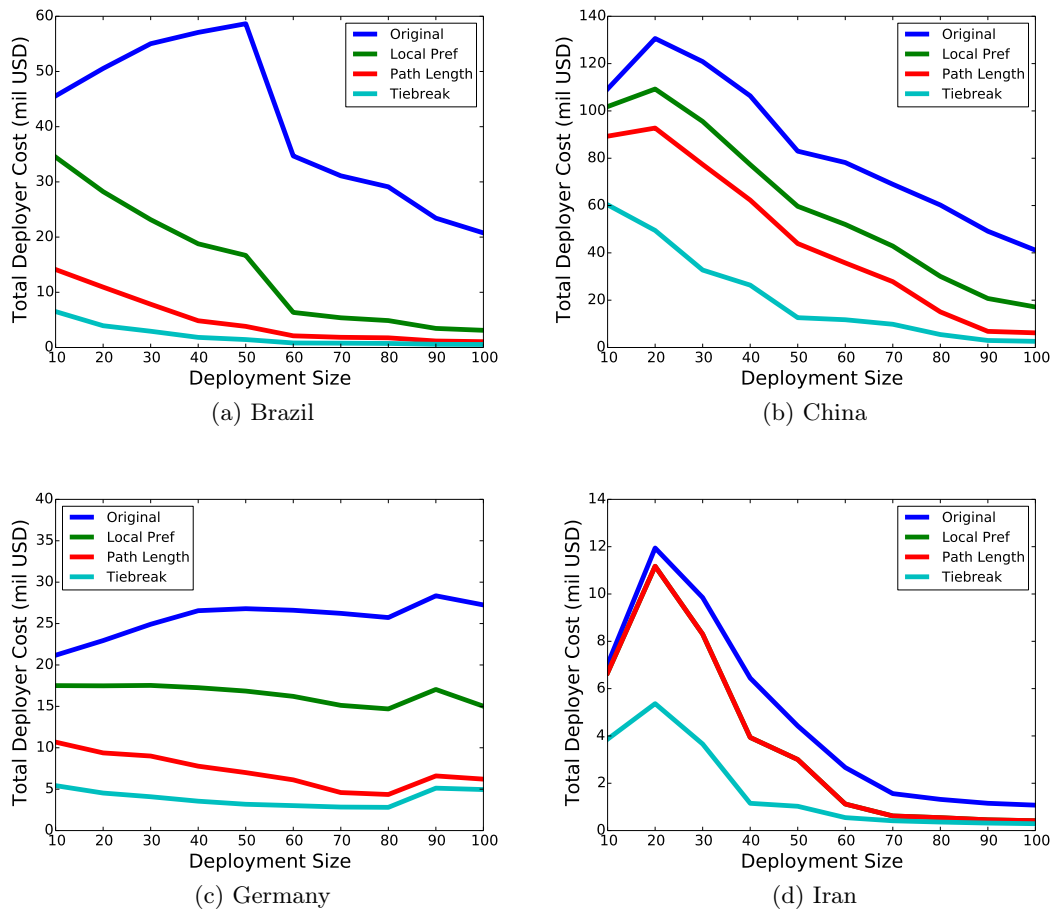 60
50
40
30
20
10
0
Total Deployer Cost (mil USD)
Original
Local Pref
Path Length
Tiebreak
10 20 30 40 50 60 70 80 90 100
Deployment Size
(a) Brazil
140
120
100
80
60
40
20
0
Total Deployer Cost (mil USD)
Original
Local Pref
Path Length
Tiebreak
10 20 30 40 50 60 70 80 90 100
Deployment Size
(b) China
40
35
30
25
20
15
10
5
0
Total Deployer Cost (mil USD)
Original
Local Pref
Path Length
Tiebreak
10 20 30 40 50 60 70 80 90 100
Deployment Size
(c) Germany
14
12
10
8
6
4
2
0
Total Deployer Cost (mil USD)
Original
Local Pref
Path Length
Tiebreak
10 20 30 40 50 60 70 80 90 100
Deployment Size
(d) Iran